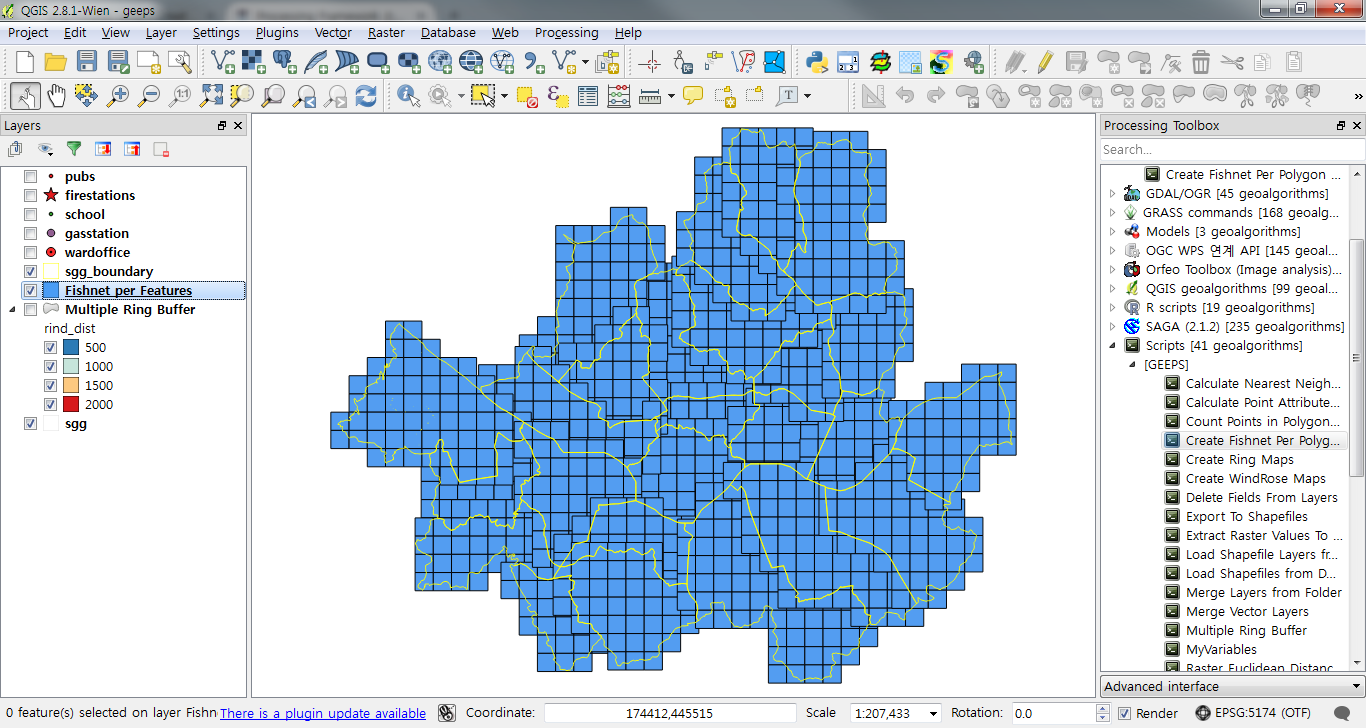 QGIS 2.8.1-Wien - geeps
Project Edit View Layer Settings Plugins Vector Raster Database Web Processing Help
Layers
pubs
firestations
school
gasstation
wardoffice
sgg_boundary
Fishnet per Features
Multiple Ring Buffer
rind_dist
500
1000
1500
2000
sgg
Processing Toolbox
Search...
Create Fishnet Per Polygon ...
GDAL/OGR [45 geoalgorithms]
GRASS commands [168 geoalg...
Models [3 geoalgorithms]
OGC WPS 연계 API [145 geoal...
Orfeo Toolbox (Image analysis)...
QGIS geoalgorithms [99 geoal...
R scripts [19 geoalgorithms]
SAGA (2.1.2) [235 geoalgorithms]
Scripts [41 geoalgorithms]
[GEEPS]
Calculate Nearest Neigh...
Calculate Point Attribute...
Count Points in Polygon...
Create Fishnet Per Polyg...
Create Ring Maps
Create WindRose Maps
Delete Fields From Layers
Export To Shapefiles
Extract Raster Values To ...
Load Shapefile Layers fr...
Load Shapefiles from D...
Merge Layers from Folder
Merge Vector Layers
Multiple Ring Buffer
MyVariables
Raster Euclidean Distanc
Advanced interface
0 feature(s) selected on layer Fishn There is a plugin update available Coordinate: 174412,445515 Scale 1:207,433 Rotation: 0.0 Render EPSG:5174 (OTF)